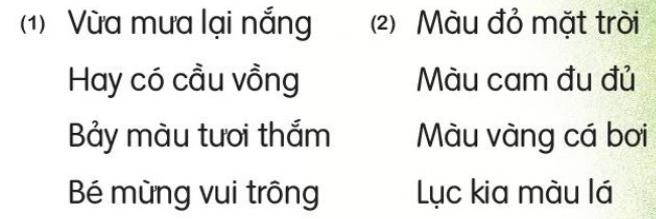 (1) Vừa mưa lại nắng
Hay có cầu vồng
Bảy màu tươi thắm
Bé mừng vui trông
(2) Màu đỏ mặt trời
Màu cam đu đủ
Màu vàng cá bơi
Lục kia màu lá